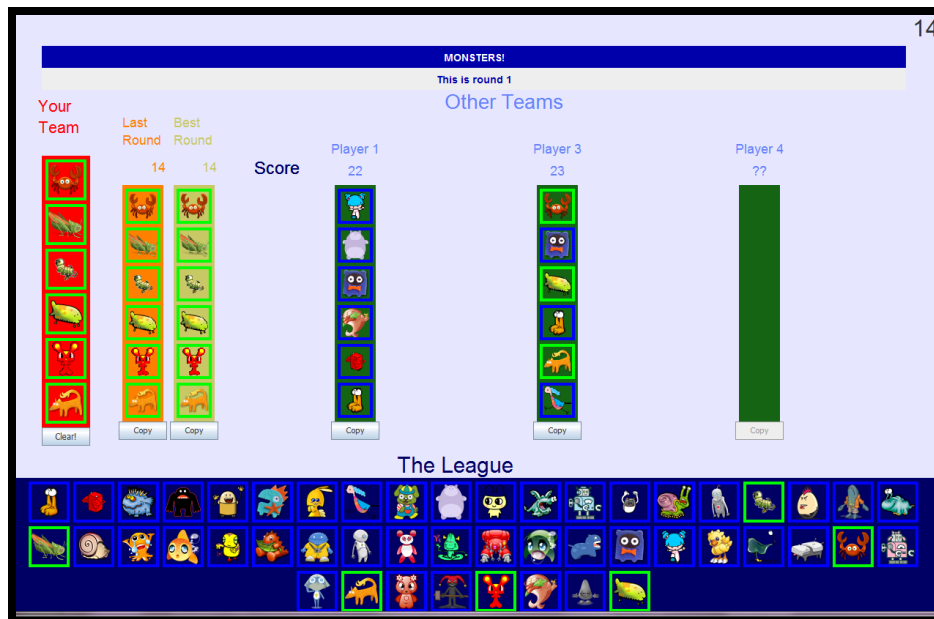 14
MONSTERS!
This is round 1
Other Teams
Your
Team
Last
Round
Best
Round
14
14
Score
Player 1
22
Player 3
23
Player 4
??
Clear!
Copy
Copy
Copy
Copy
Copy
The League